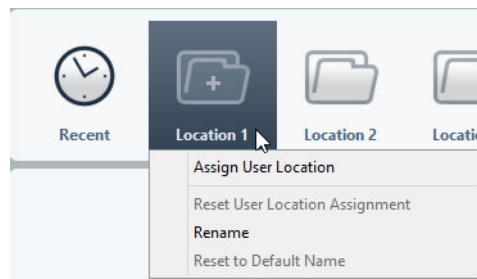 Recent
Location 1
Location 2
Assign User Location
Reset User Location Assignment
Rename
Reset to Default Name